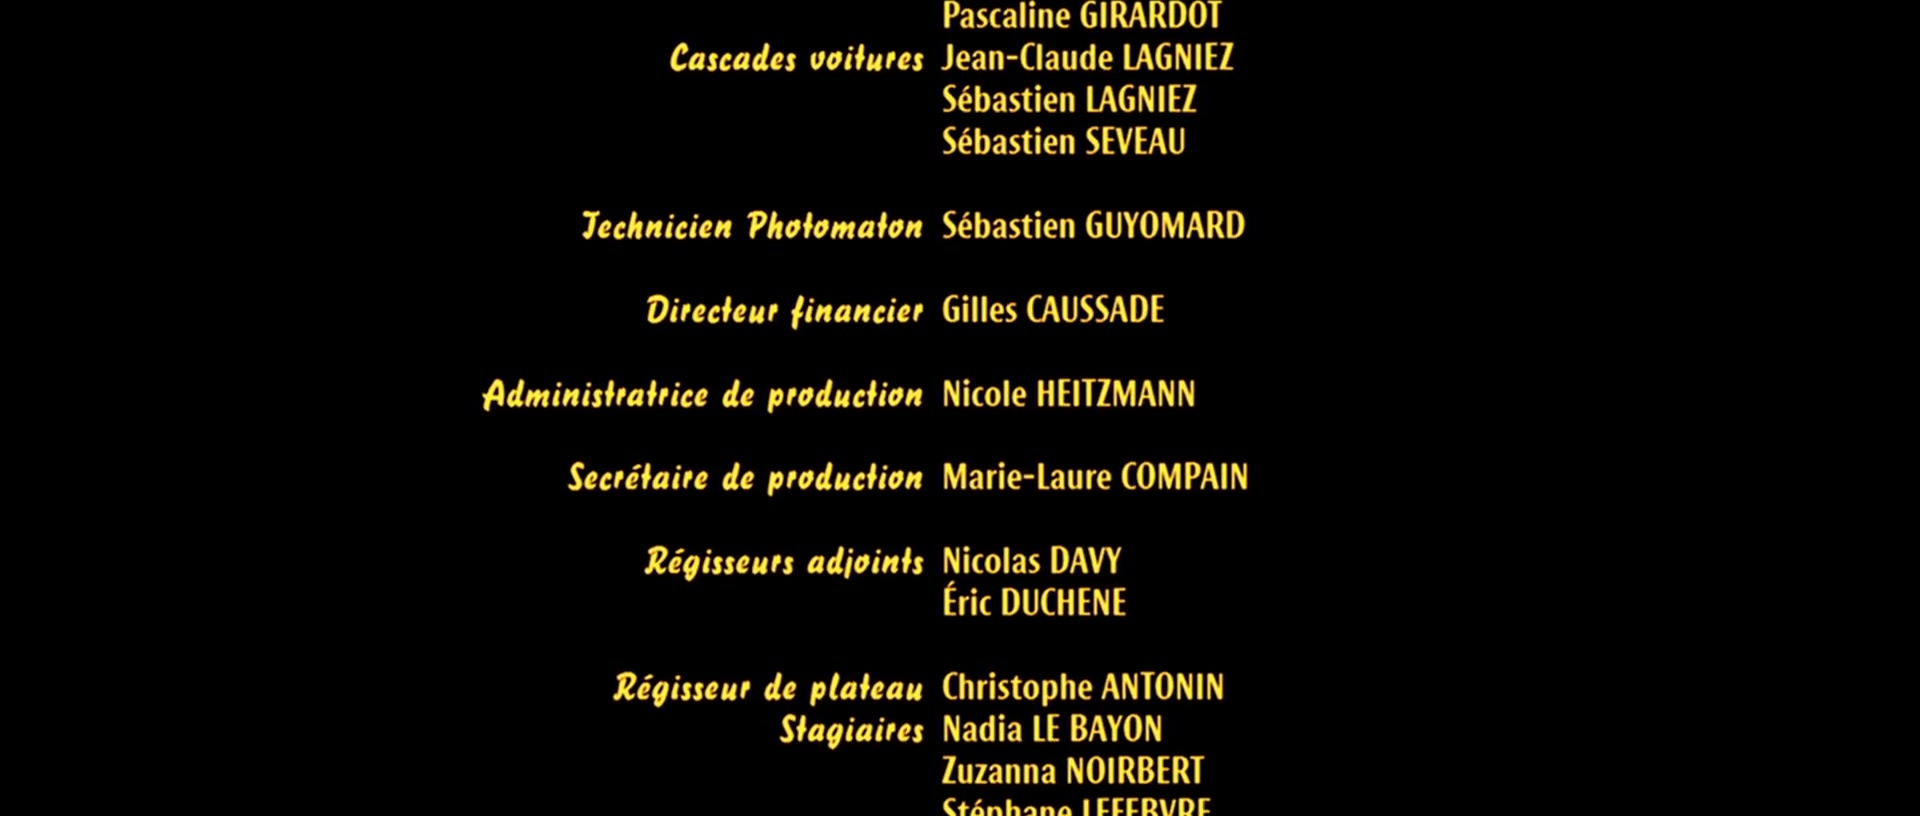 Pascaline GIRARDOT
Cascades voitures Jean-Claude LAGNIEZ
Sébastien LAGNIEZ
Sébastien SEVEAU
Technicien Photomaton Sébastien GUYOMARD
Directeur financier Gilles CAUSSADE
Administratrice de production Nicole HEITZMANN
Secrétaire de production Marie-Laure COMPAIN
Régisseurs adjoints Nicolas DAVY
Éric DUCHENE
Régisseur de plateau Christophe ANTONIN
Stagiaires Nadia LE BAYON
Zuzanna NOIRBERT
Stéphane LEFEBVRE